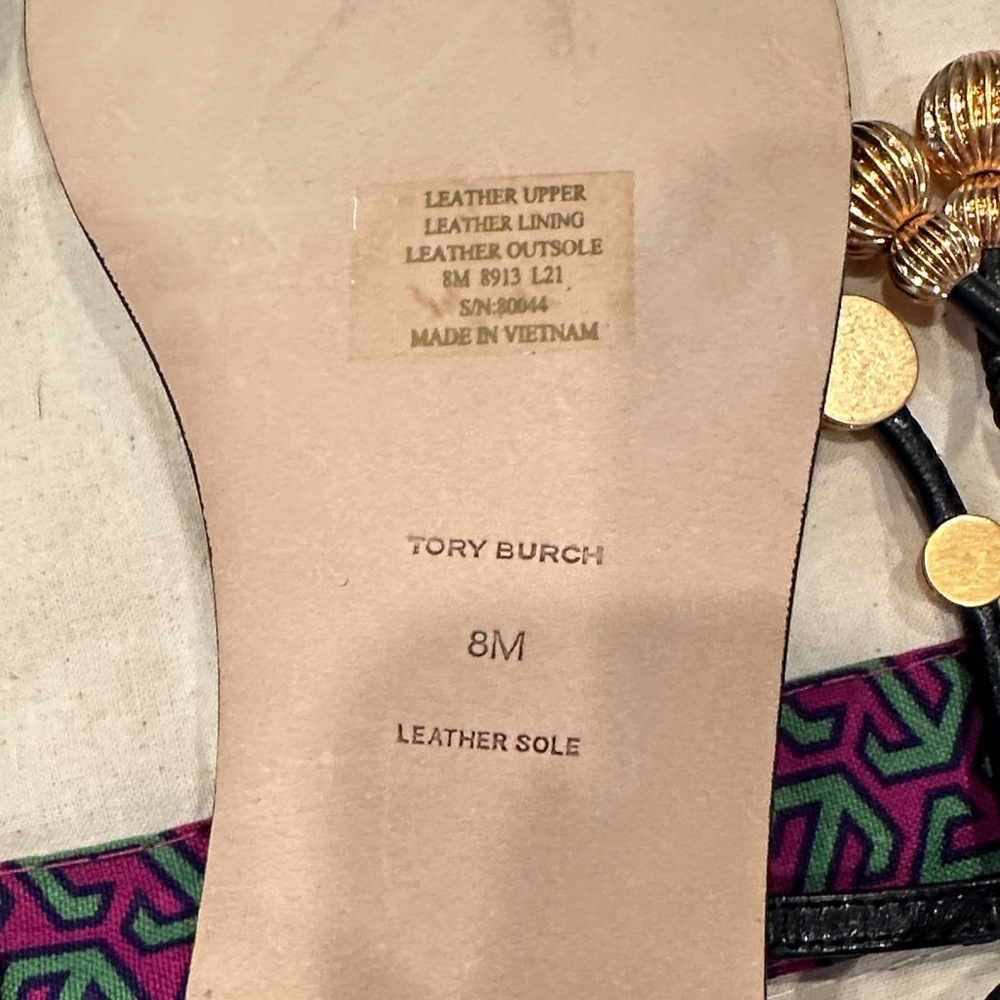 LEATHER UPPER
LEATHER LINING
LEATHER OUTSOLE
8M 8913 L21
S/N:80044
MADE IN VIETNAM
TORY BURCH
8M
LEATHER SOLE